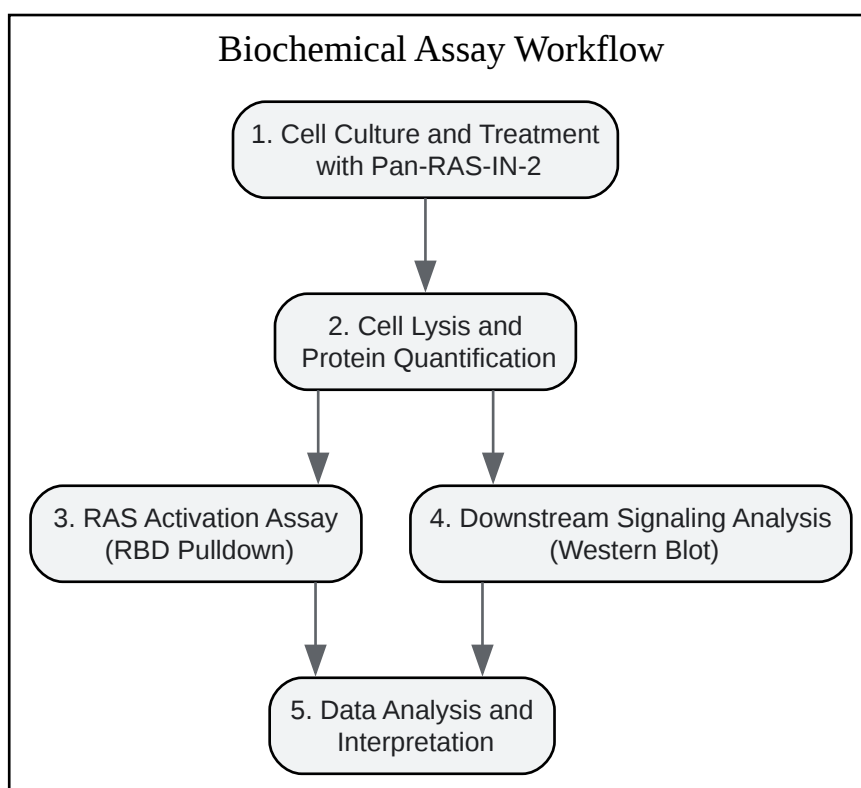 Biochemical Assay Workflow
1. Cell Culture and Treatment
with Pan-RAS-IN-2
2. Cell Lysis and
Protein Quantification
3. RAS Activation Assay
(RBD Pulldown)
4. Downstream Signaling Analysis
(Western Blot)
5. Data Analysis and
Interpretation